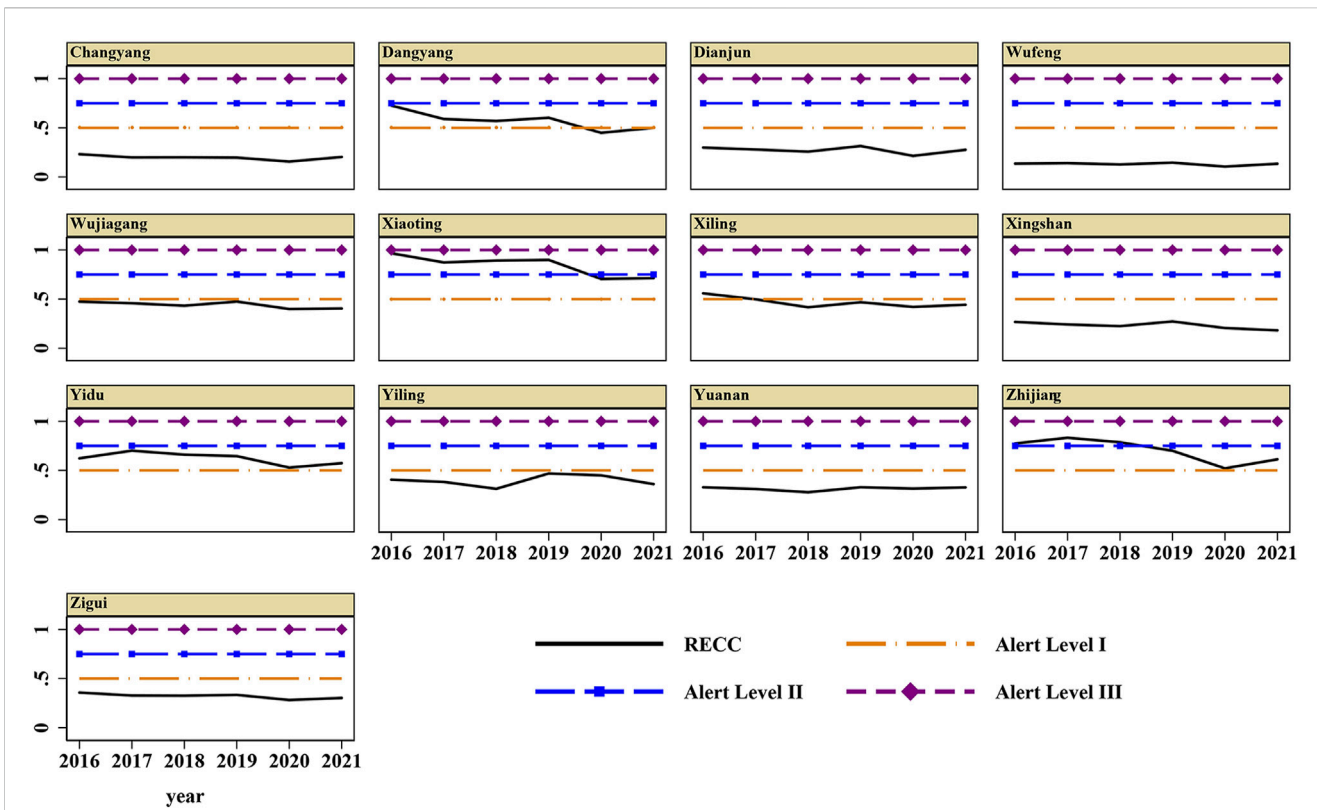 Changyang Dangyang Dianjun Wufeng
1
.5
0
Wujiagang Xiaoting Xiling Xingshan
1
.5
0
Yidu Yiling Yuanan Zhijiang
1
.5
0
2016 2017 2018 2019 2020 2021 2016 2017 2018 2019 2020 2021 2016 2017 2018 2019 2020 2021
Zigui
1
.5
0
2016 2017 2018 2019 2020 2021
year
RECC Alert Level I
Alert Level II Alert Level III